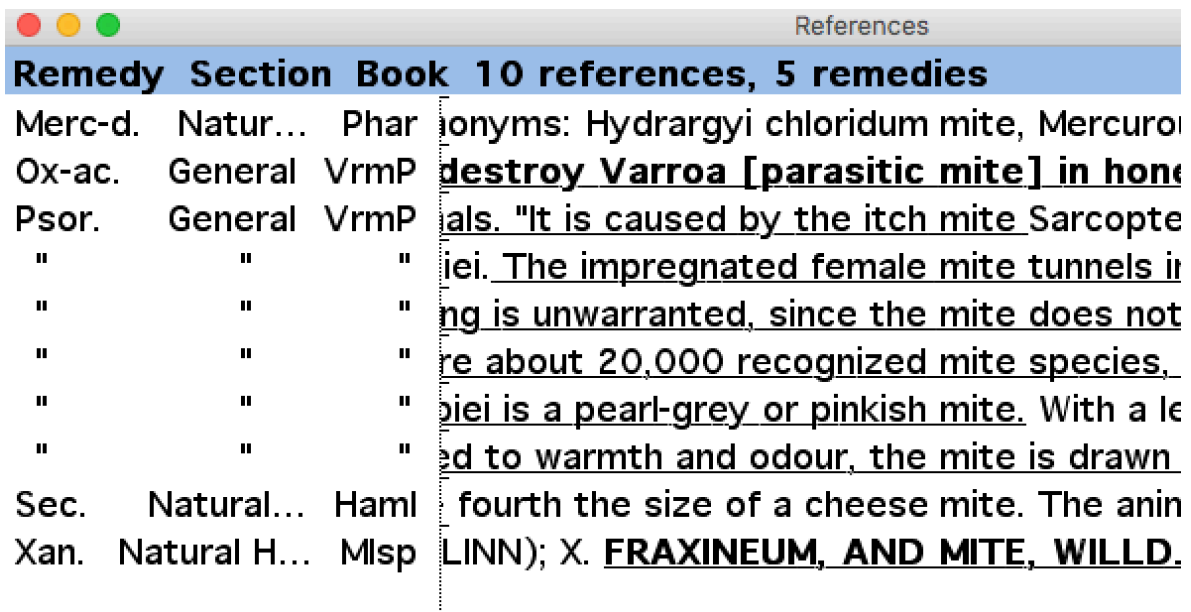 References
Remedy Section Book 10 references, 5 remedies
Merc-d. Natur... Phar onyms: Hydrargyi chloridum mite, Mercurou
Ox-ac. General VrmP destroy Varroa [parasitic mite] in hone
Psor. General VrmP als. "It is caused by the itch mite Sarcopte
" " " iei. The impregnated female mite tunnels in
" " " ng is unwarranted, since the mite does not
" " " re about 20,000 recognized mite species,
" " " piei is a pearl-grey or pinkish mite. With a le
" " " ed to warmth and odour, the mite is drawn
Sec. Natural... Haml fourth the size of a cheese mite. The anim
Xan. Natural H... Mlsp LINN); X. FRAXINEUM, AND MITE, WILLD.